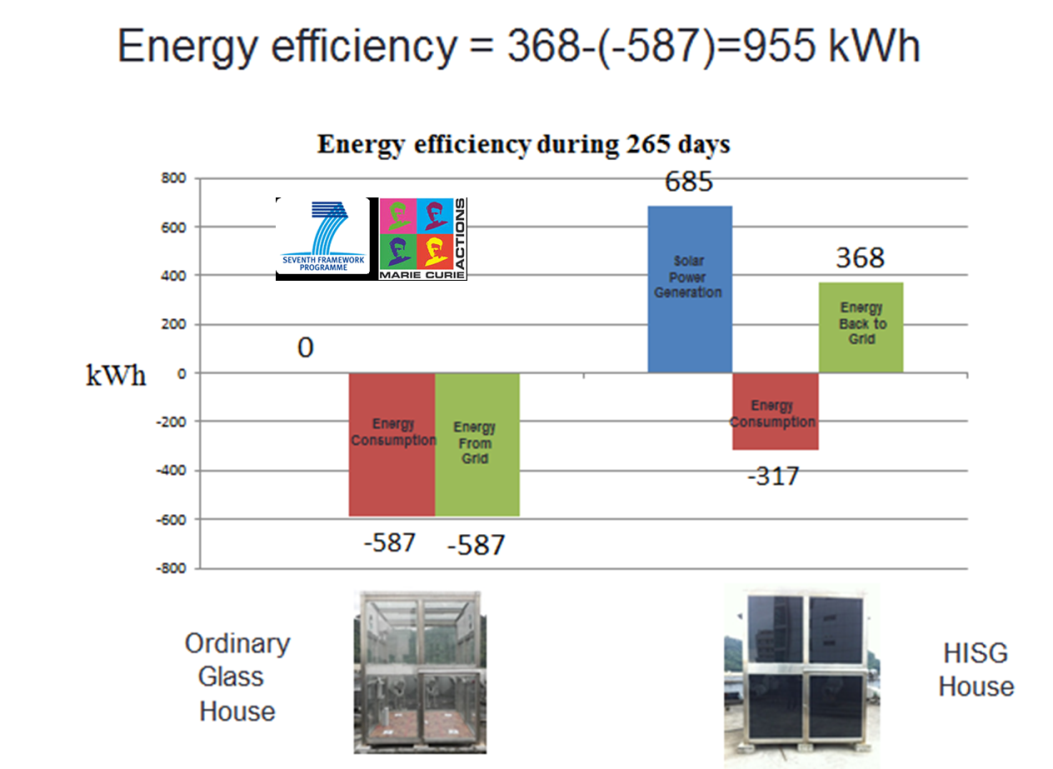 Energy efficiency = 368-(-587)=955 kWh
Energy efficiency during 265 days
800
600
400
200
0
-200
-400
-600
-800
kWh
7
SEVENTH FRAMEWORK
PROGRAMME
MARIE CURIE
ACTIONS
0
Energy
Consumption
-587
Energy
From
Grid
-587
685
Solar
Power
Generation
Energy
Consumption
-317
368
Energy
Back to
Grid
Ordinary
Glass
House
HISG
House